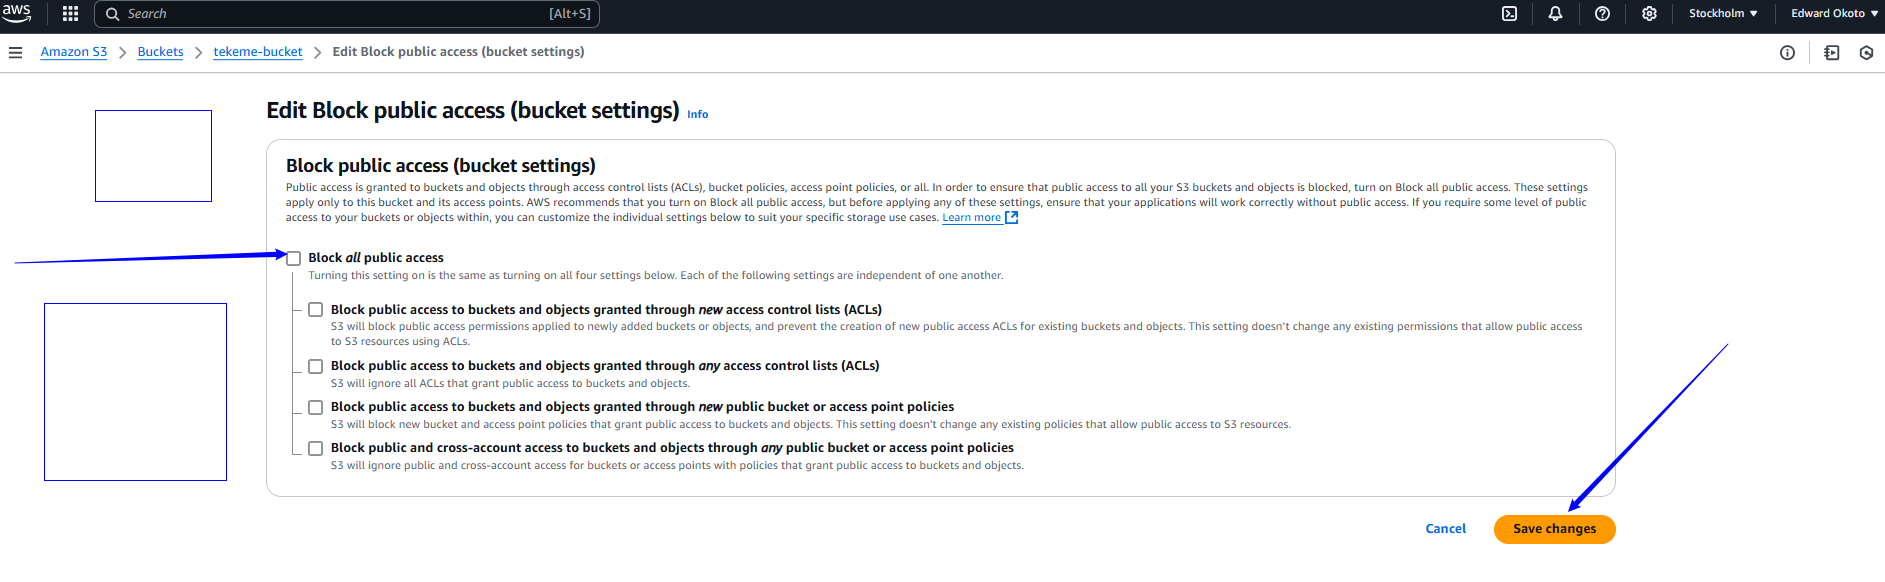 aws
Search
[Alt+S]
Stockholm
Edward Okoto
Amazon S3
Buckets
tekeme-bucket
Edit Block public access (bucket settings)
Edit Block public access (bucket settings)
Info
Block public access (bucket settings)
Public access is granted to buckets and objects through access control lists (ACLs), bucket policies, access point policies, or all. In order to ensure that public access to all your S3 buckets and objects is blocked, turn on Block all public access. These settings
apply only to this bucket and its access points. AWS recommends that you turn on Block all public access, but before applying any of these settings, ensure that your applications will work correctly without public access. If you require some level of public
access to your buckets or objects within, you can customize the individual settings below to suit your specific storage use cases. Learn more
Block all public access
Turning this setting on is the same as turning on all four settings below. Each of the following settings are independent of one another.
Block public access to buckets and objects granted through new access control lists (ACLs)
S3 will block public access permissions applied to newly added buckets or objects, and prevent the creation of new public access ACLs for existing buckets and objects. This setting doesn't change any existing permissions that allow public access
to S3 resources using ACLs.
Block public access to buckets and objects granted through any access control lists (ACLs)
S3 will ignore all ACLs that grant public access to buckets and objects.
Block public access to buckets and objects granted through new public bucket or access point policies
S3 will block new bucket and access point policies that grant public access to buckets and objects. This setting doesn't change any existing policies that allow public access to S3 resources.
Block public and cross-account access to buckets and objects through any public bucket or access point policies
S3 will ignore public and cross-account access for buckets or access points with policies that grant public access to buckets and objects.
Cancel
Save changes